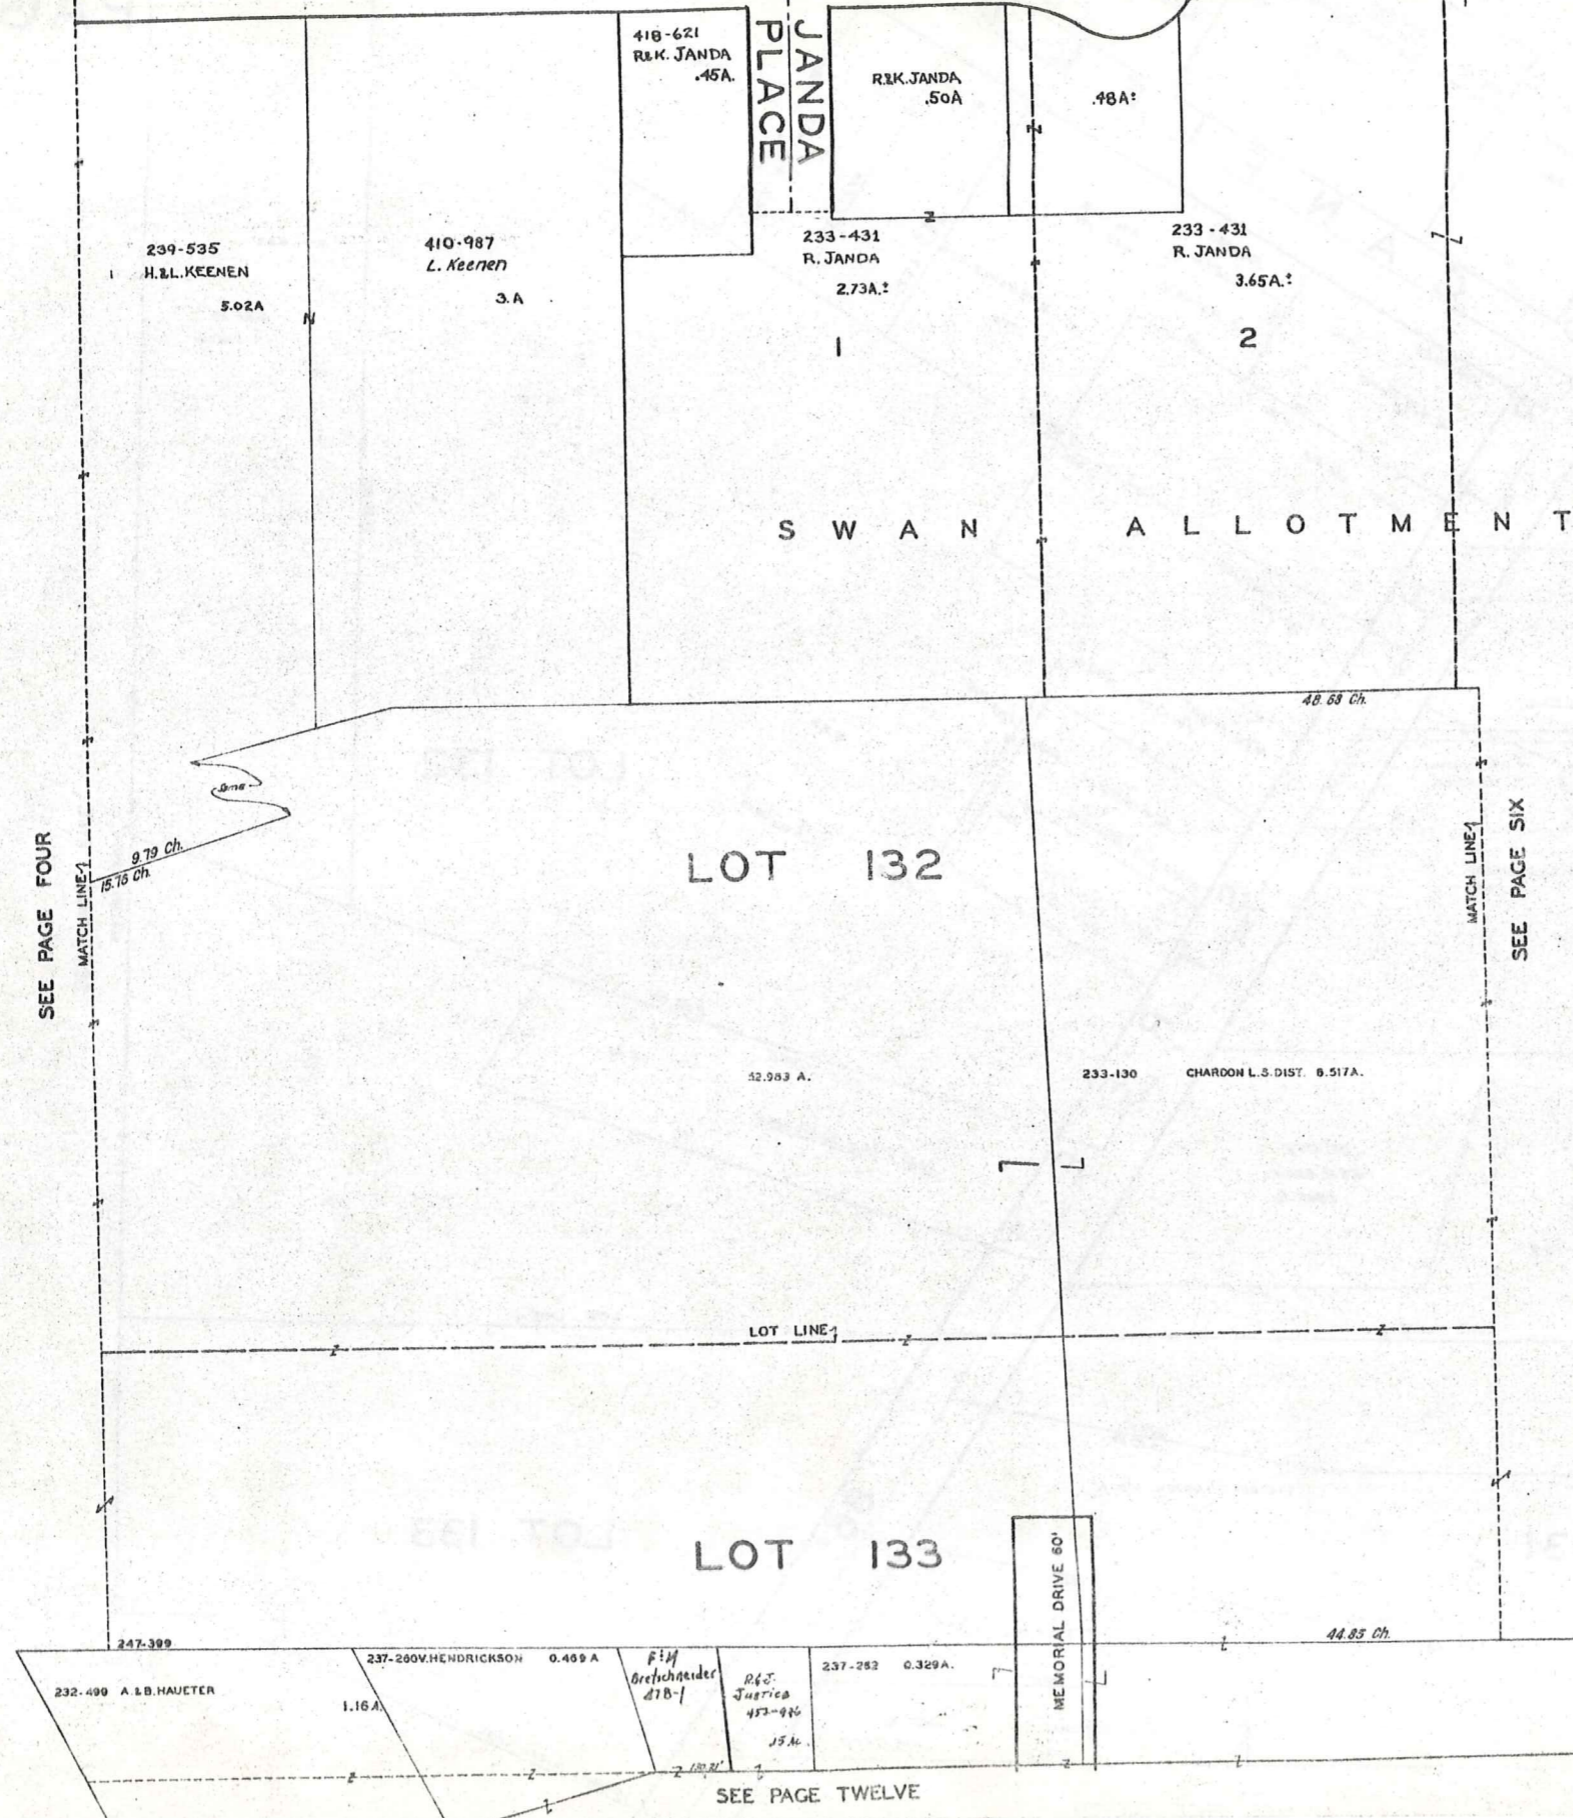 418-621
R&K. JANDA
.45A.
JANDA
PLACE
R.&K.JANDA
.50A
.48A±
239-535
H.&L.KEENEN
5.02A
410-987
L. Keenen
3.A
233-431
R. JANDA
2.73A.±
1
233-431
R. JANDA
3.65A.±
2
SWAN ALLOTMENT
48.68 Ch.
Same
9.79 Ch.
15.75 Ch.
SEE PAGE FOUR
MATCH LINE
LOT 132
MATCH LINE
SEE PAGE SIX
52.983 A.
233-130 CHARDON L.S.DIST. 8.517A.
LOT LINE
LOT 133
MEMORIAL DRIVE 60'
44.85 Ch.
247-399
232-499 A.&B.HAUETER
1.16A.
237-260 V.HENDRICKSON 0.469 A
Bretschneider
478-1
R&J.
Justice
237-252 0.329A.
SEE PAGE TWELVE